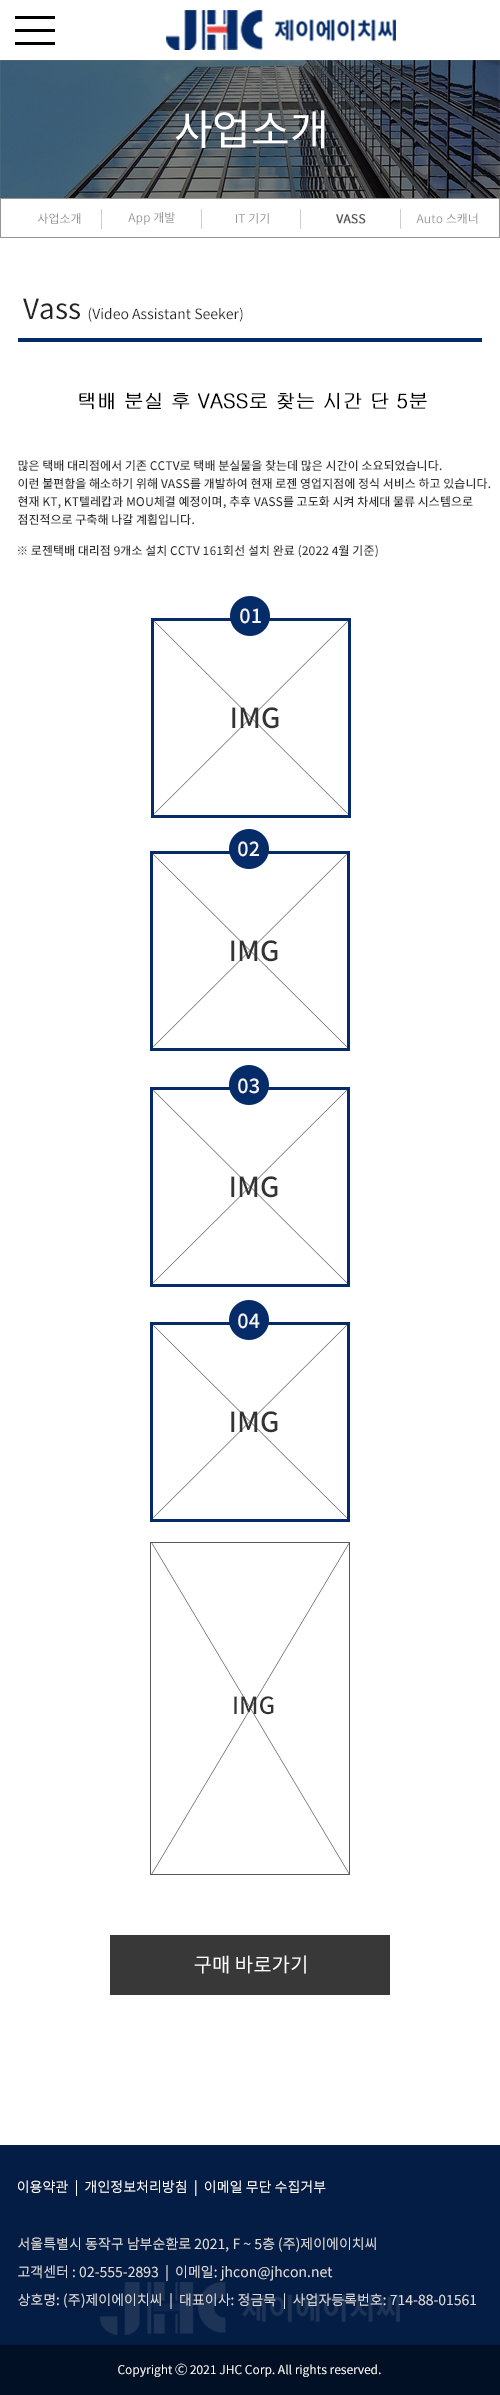 JHC 제이에이치씨
사업소개
사업소개
App 개발
IT 기기
VASS
Auto 스캐너
Vass (Video Assistant Seeker)
택배 분실 후 VASS로 찾는 시간 단 5분
많은 택배 대리점에서 기존 CCTV로 택배 분실물을 찾는데 많은 시간이 소요되었습니다.
이런 불편함을 해소하기 위해 VASS를 개발하여 현재 로젠 영업지점에 정식 서비스 하고 있습니다.
현재 KT, KT텔레캅과 MOU체결 예정이며, 추후 VASS를 고도화 시켜 차세대 물류 시스템으로
점진적으로 구축해 나갈 계획입니다.
※ 로젠택배 대리점 9개소 설치 CCTV 161회선 설치 완료 (2022 4월 기준)
01
IMG
02
IMG
03
IMG
04
IMG
IMG
구매 바로가기
이용약관 | 개인정보처리방침 | 이메일 무단 수집거부
서울특별시 동작구 남부순환로 2021, F ~ 5층 (주)제이에이치씨
고객센터 : 02-555-2893 | 이메일: jhcon@jhcon.net
상호명: (주)제이에이치씨 | 대표이사: 정금묵 | 사업자등록번호: 714-88-01561
JHC 제이에이치씨
Copyright ⓒ 2021 JHC Corp. All rights reserved.